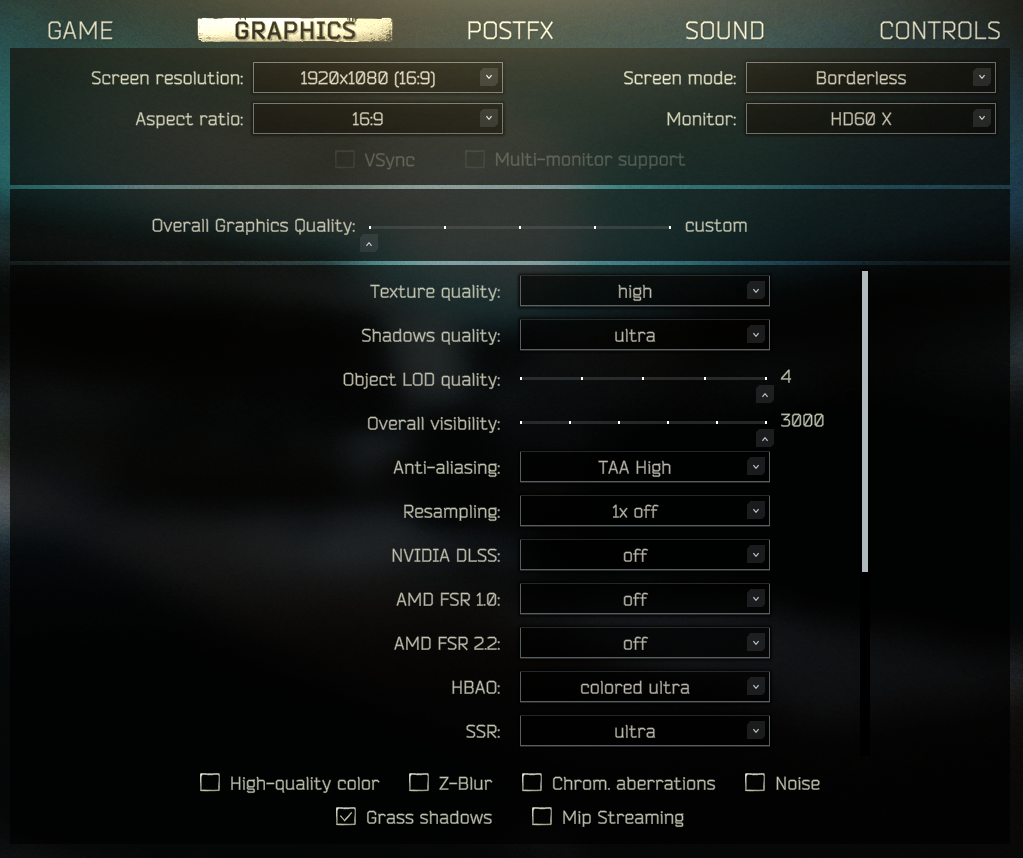 GAME GRAPHICS POSTFX SOUND CONTROLS
Screen resolution: 1920x1080 (16:9) Screen mode: Borderless
Aspect ratio: 16:9 Monitor: HD60 X
VSync Multi-monitor support
Overall Graphics Quality: custom
Texture quality: high
Shadows quality: ultra
Object LOD quality: 4
Overall visibility: 3000
Anti-aliasing: TAA High
Resampling: 1x off
NVIDIA DLSS: off
AMD FSR 1.0: off
AMD FSR 2.2: off
HBAO: colored ultra
SSR: ultra
High-quality color Z-Blur Chrom. aberrations Noise
Grass shadows Mip Streaming